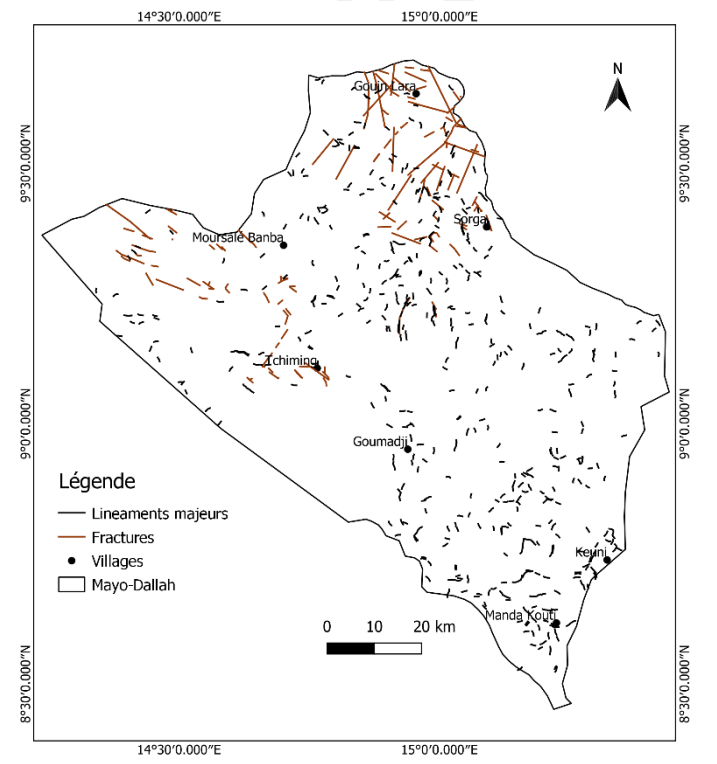 14°30'0.000"E 15°0'0.000"E
N
Gouin Lara
9°30'0.000"N 9°30'0.000"N
Sorga
Moursalé Banba
Tchiming
9°0'0.000"N 9°0'0.000"N
Goumadji
Légende
Lineaments majeurs
Fractures
Villages
Mayo-Dallah
Keuni
Manda Kouti
0 10 20 km
8°30'0.000"N 8°30'0.000"N
14°30'0.000"E 15°0'0.000"E